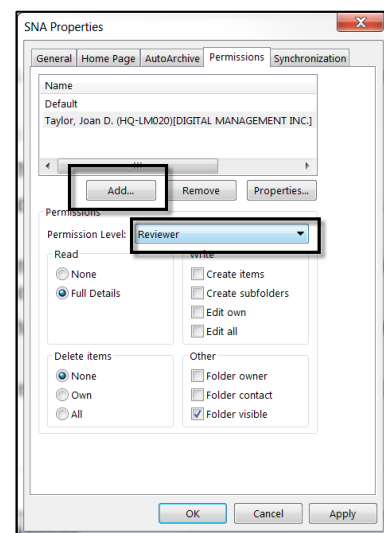 SNA Properties
General Home Page AutoArchive Permissions Synchronization
Name
Default
Taylor, Joan D. (HQ-LM020)[DIGITAL MANAGEMENT INC.]
Add... Remove Properties...
Permissions
Permission Level: Reviewer
Read Write
None Create items
Full Details Create subfolders
Edit own
Edit all
Delete items Other
None Folder owner
Own Folder contact
All Folder visible
OK Cancel Apply